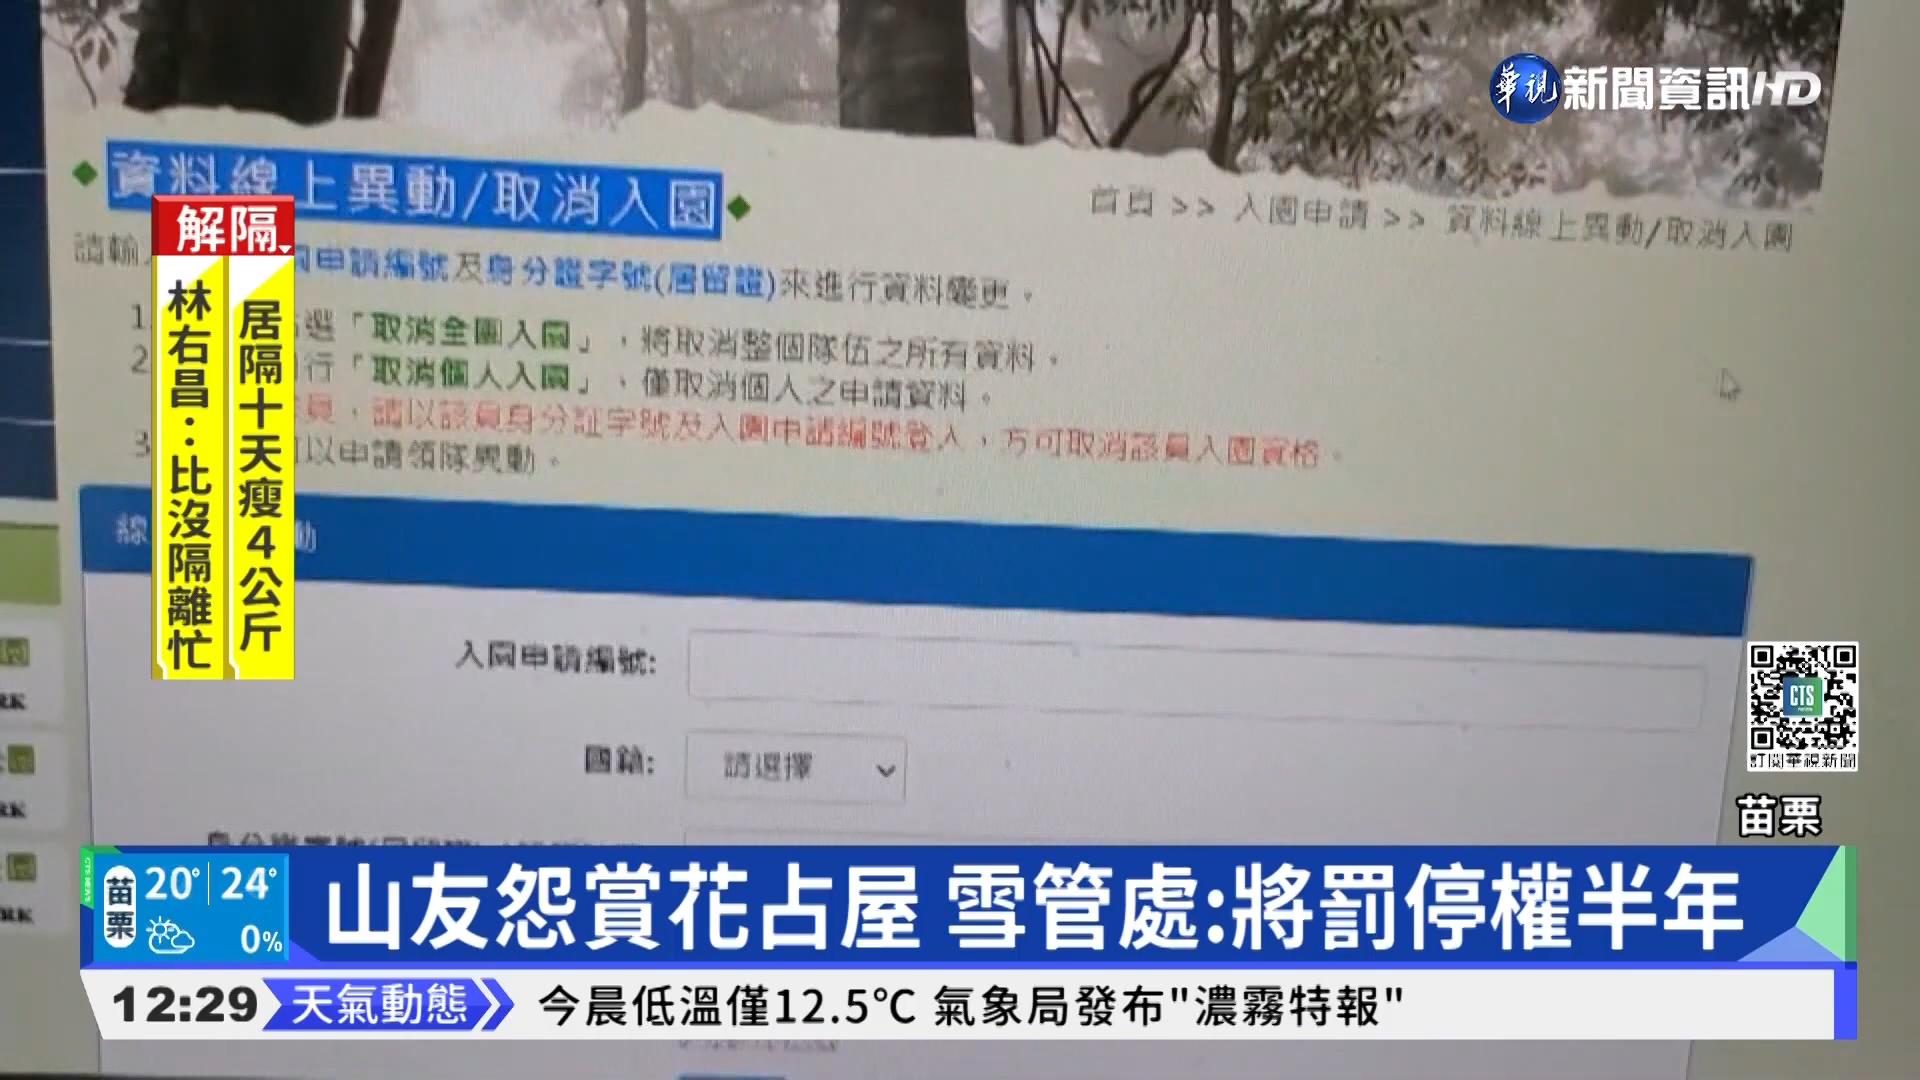 華視 新聞資訊HD
資料線上異動/取消入園
首頁 >> 入園申請 >> 資料線上異動/取消入園
請輸
申請編號及身分證字號(居留證)來進行資料變更。
選「取消全團入園」，將取消整個隊伍之所有資料。
行「取消個人入園」，僅取消個人之申請資料。
員，請以該員身分証字號及入園申請編號登入，方可取消該員入園資格。
以申請領隊異動。
解隔
居隔十天瘦4公斤
林右昌：比沒隔離忙
線
動
入園申請編號:
國籍:
請選擇
CTS
訂閱華視新聞
苗栗
苗栗
20° 24°
0%
山友怨賞花占屋 雪管處:將罰停權半年
12:29
天氣動態
今晨低溫僅12.5°C 氣象局發布"濃霧特報"